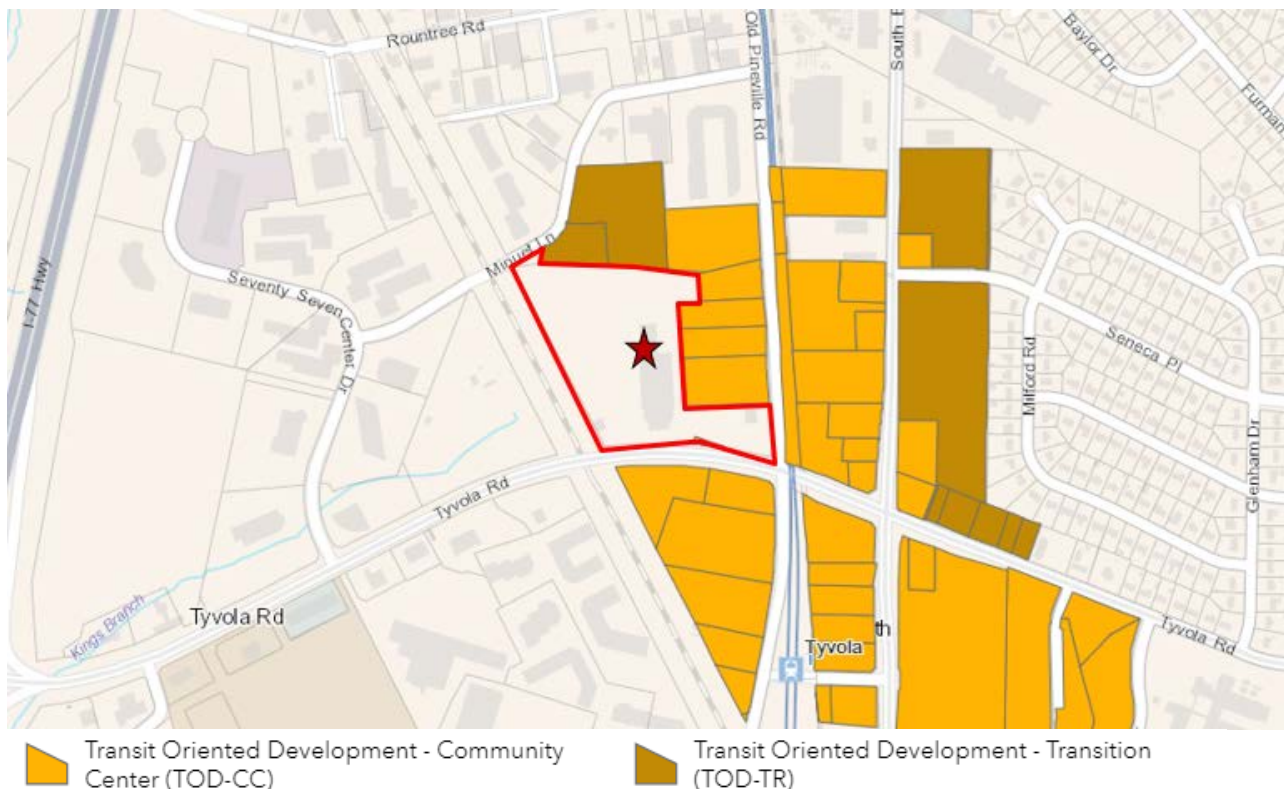 Rountree Rd
Old Pineville Rd
South B
Baylor Dr
Furman
I-77 Hwy
Minuet Ln
Seventy Seven Center Dr
Seneca Pl
Milford Rd
Glenham Dr
Tyvola Rd
Kings Branch
Tyvola Rd
Tyvola
th
Tyvola Rd
Transit Oriented Development - Community
Center (TOD-CC)
Transit Oriented Development - Transition
(TOD-TR)